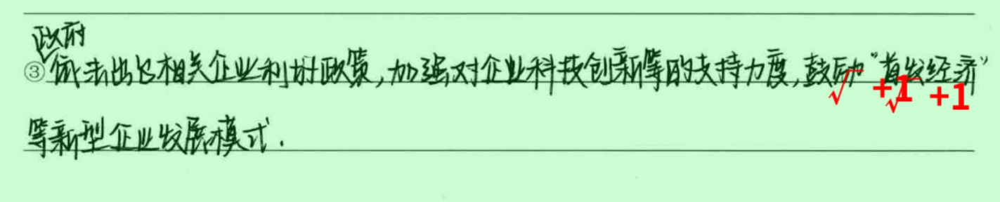 政府
③依法出台相关企业利好政策,加强对企业科技创新等的支持力度,鼓励“首发经济”
√ +1 √ +1
等新型企业发展模式.